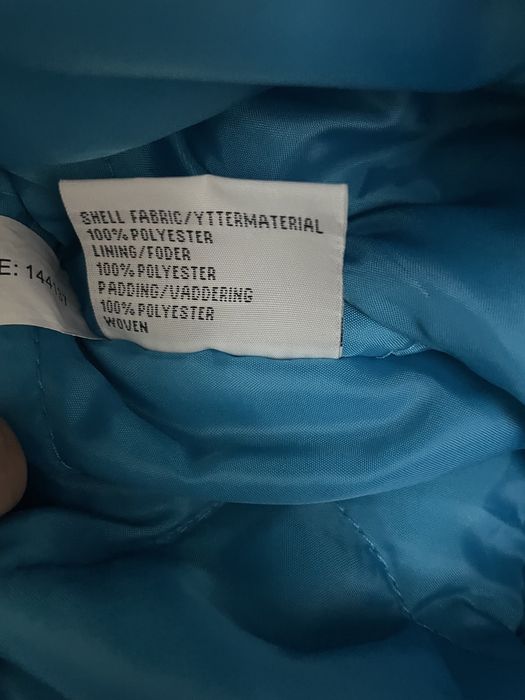 SHELL FABRIC/YTTERMATERIAL
100% POLYESTER
LINING/FODER
100% POLYESTER
PADDING/VADDERING
100% POLYESTER
WOVEN
E: